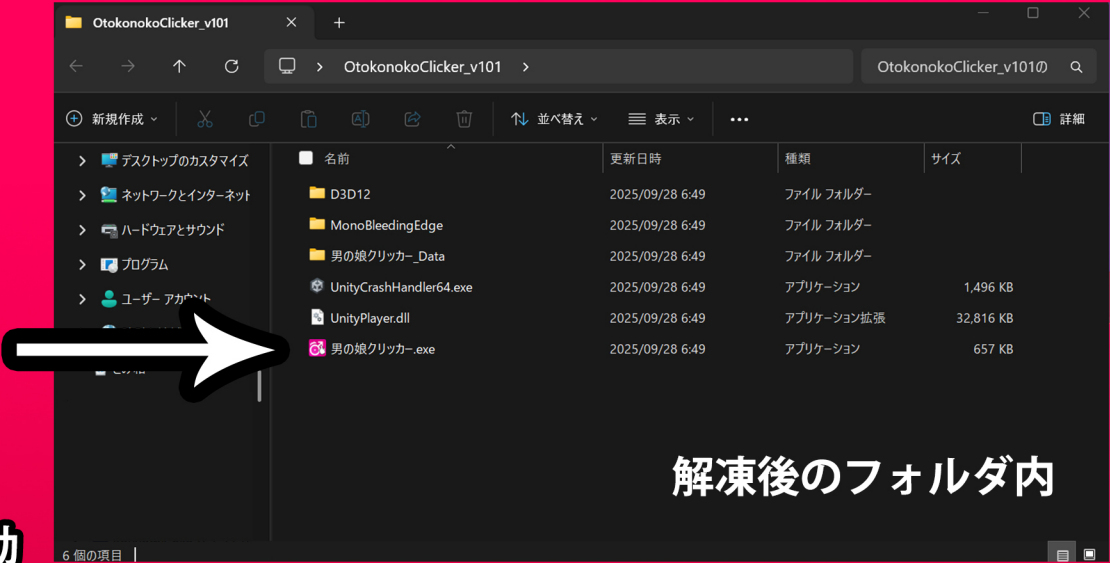 OtokonokoClicker_v101
OtokonokoClicker_v101
OtokonokoClicker_v101の
新規作成
並べ替え
表示
詳細
デスクトップのカスタマイズ
ネットワークとインターネット
ハードウェアとサウンド
プログラム
ユーザー アカウント
名前 更新日時 種類 サイズ
D3D12 2025/09/28 6:49 ファイル フォルダー
MonoBleedingEdge 2025/09/28 6:49 ファイル フォルダー
男の娘クリッカー_Data 2025/09/28 6:49 ファイル フォルダー
UnityCrashHandler64.exe 2025/09/28 6:49 アプリケーション 1,496 KB
UnityPlayer.dll 2025/09/28 6:49 アプリケーション拡張 32,816 KB
男の娘クリッカー.exe 2025/09/28 6:49 アプリケーション 657 KB
解凍後のフォルダ内
6 個の項目